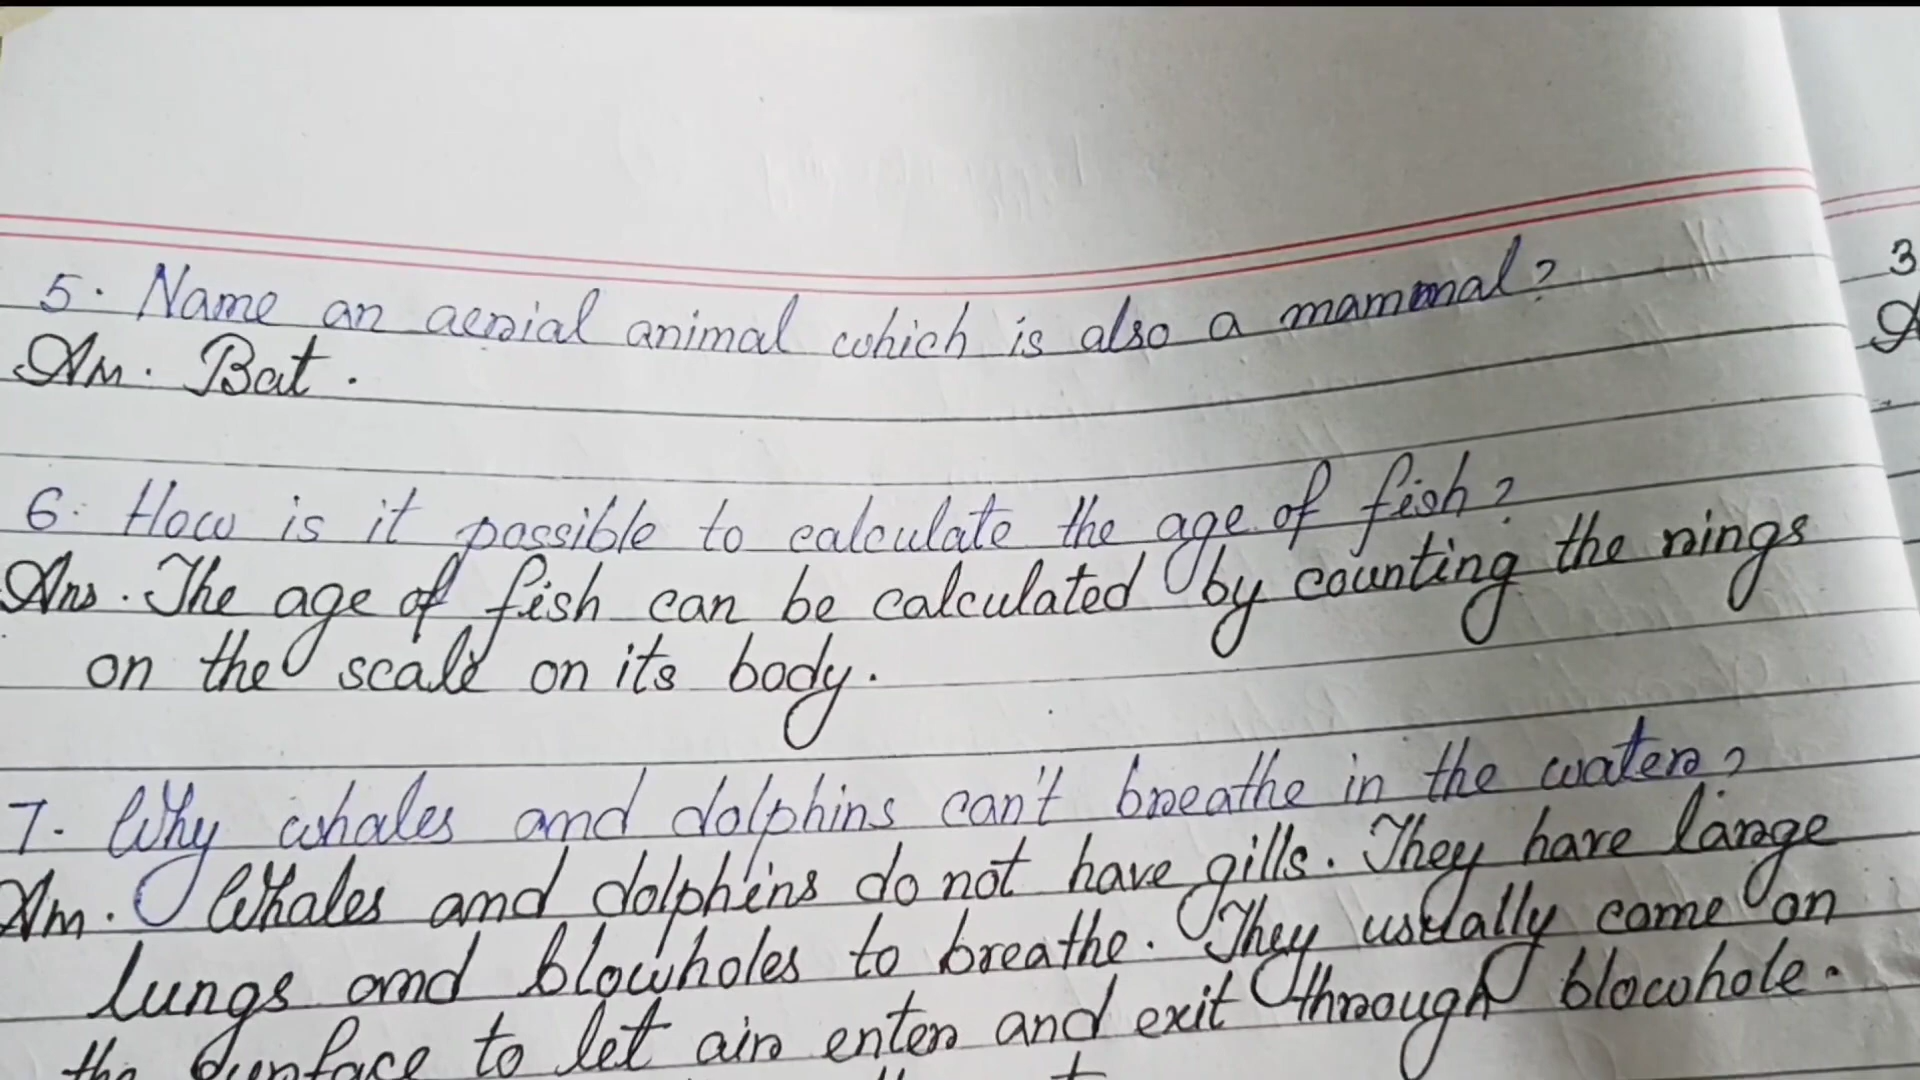 5. Name an aerial animal which is also a mammal?
Ans. Bat.
6. How is it possible to calculate the age of fish?
Ans. The age of fish can be calculated by counting the rings
on the scale on its body.
7. Why whales and dolphins can't breathe in the water?
Ans. Whales and dolphins do not have gills. They have large
lungs and blowholes to breathe. They usually come on
the surface to let air enter and exit through blowhole.
3